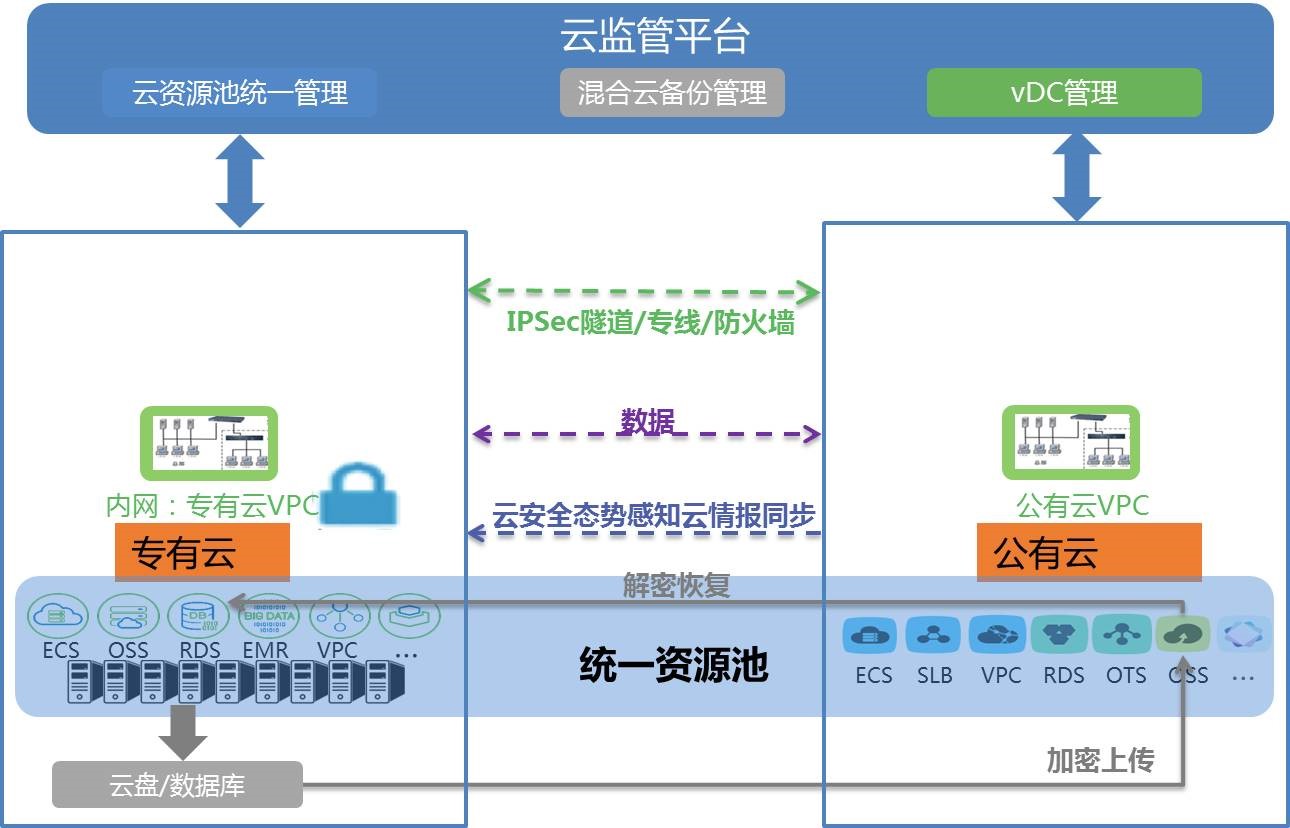 云监管平台
云资源池统一管理
混合云备份管理
vDC管理
IPSec隧道/专线/防火墙
数据
内网：专有云VPC
云安全态势感知云情报同步
公有云VPC
专有云
公有云
解密恢复
DB
BIG DATA
ECS
OSS
RDS
EMR
VPC
...
统一资源池
ECS
SLB
VPC
RDS
OTS
OSS
...
云盘/数据库
加密上传